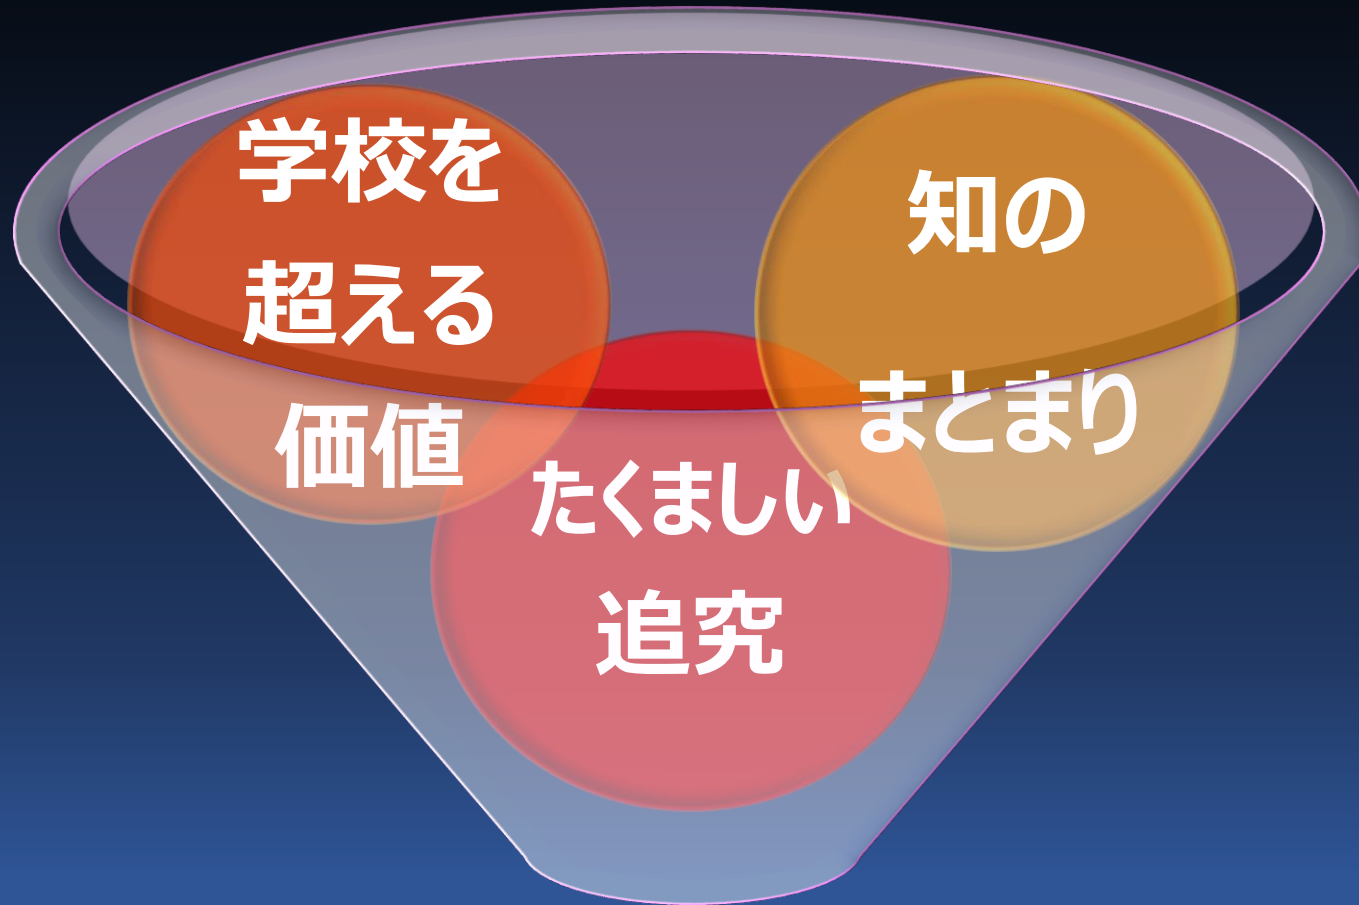 学校を
超える
価値
知の
まとまり
たくましい
追究